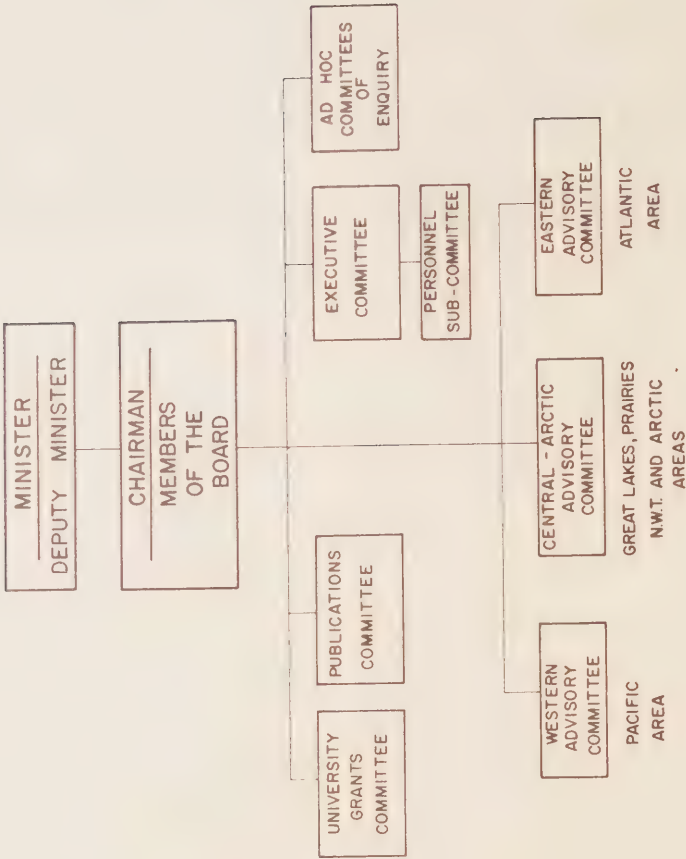 MINISTER
DEPUTY MINISTER
CHAIRMAN
MEMBERS
OF THE
BOARD
UNIVERSITY
GRANTS
COMMITTEE
PUBLICATIONS
COMMITTEE
EXECUTIVE
COMMITTEE
AD HOC
COMMITTEES
OF
ENQUIRY
PERSONNEL
SUB-COMMITTEE
WESTERN
ADVISORY
COMMITTEE
PACIFIC
AREA
CENTRAL-ARCTIC
ADVISORY
COMMITTEE
GREAT LAKES, PRAIRIES
N.W.T. AND ARCTIC
AREAS
EASTERN
ADVISORY
COMMITTEE
ATLANTIC
AREA